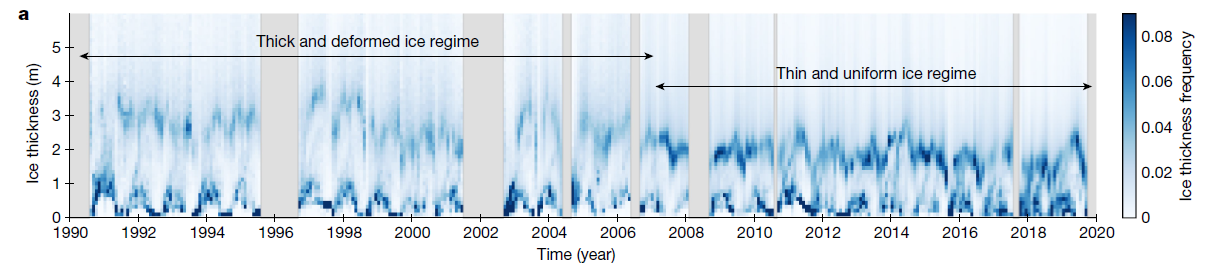 a
Thick and deformed ice regime
Thin and uniform ice regime
Ice thickness (m)
5
4
3
2
1
0
1990 1992 1994 1996 1998 2000 2002 2004 2006 2008 2010 2012 2014 2016 2018 2020
Time (year)
0.08
0.06
0.04
0.02
0
Ice thickness frequency